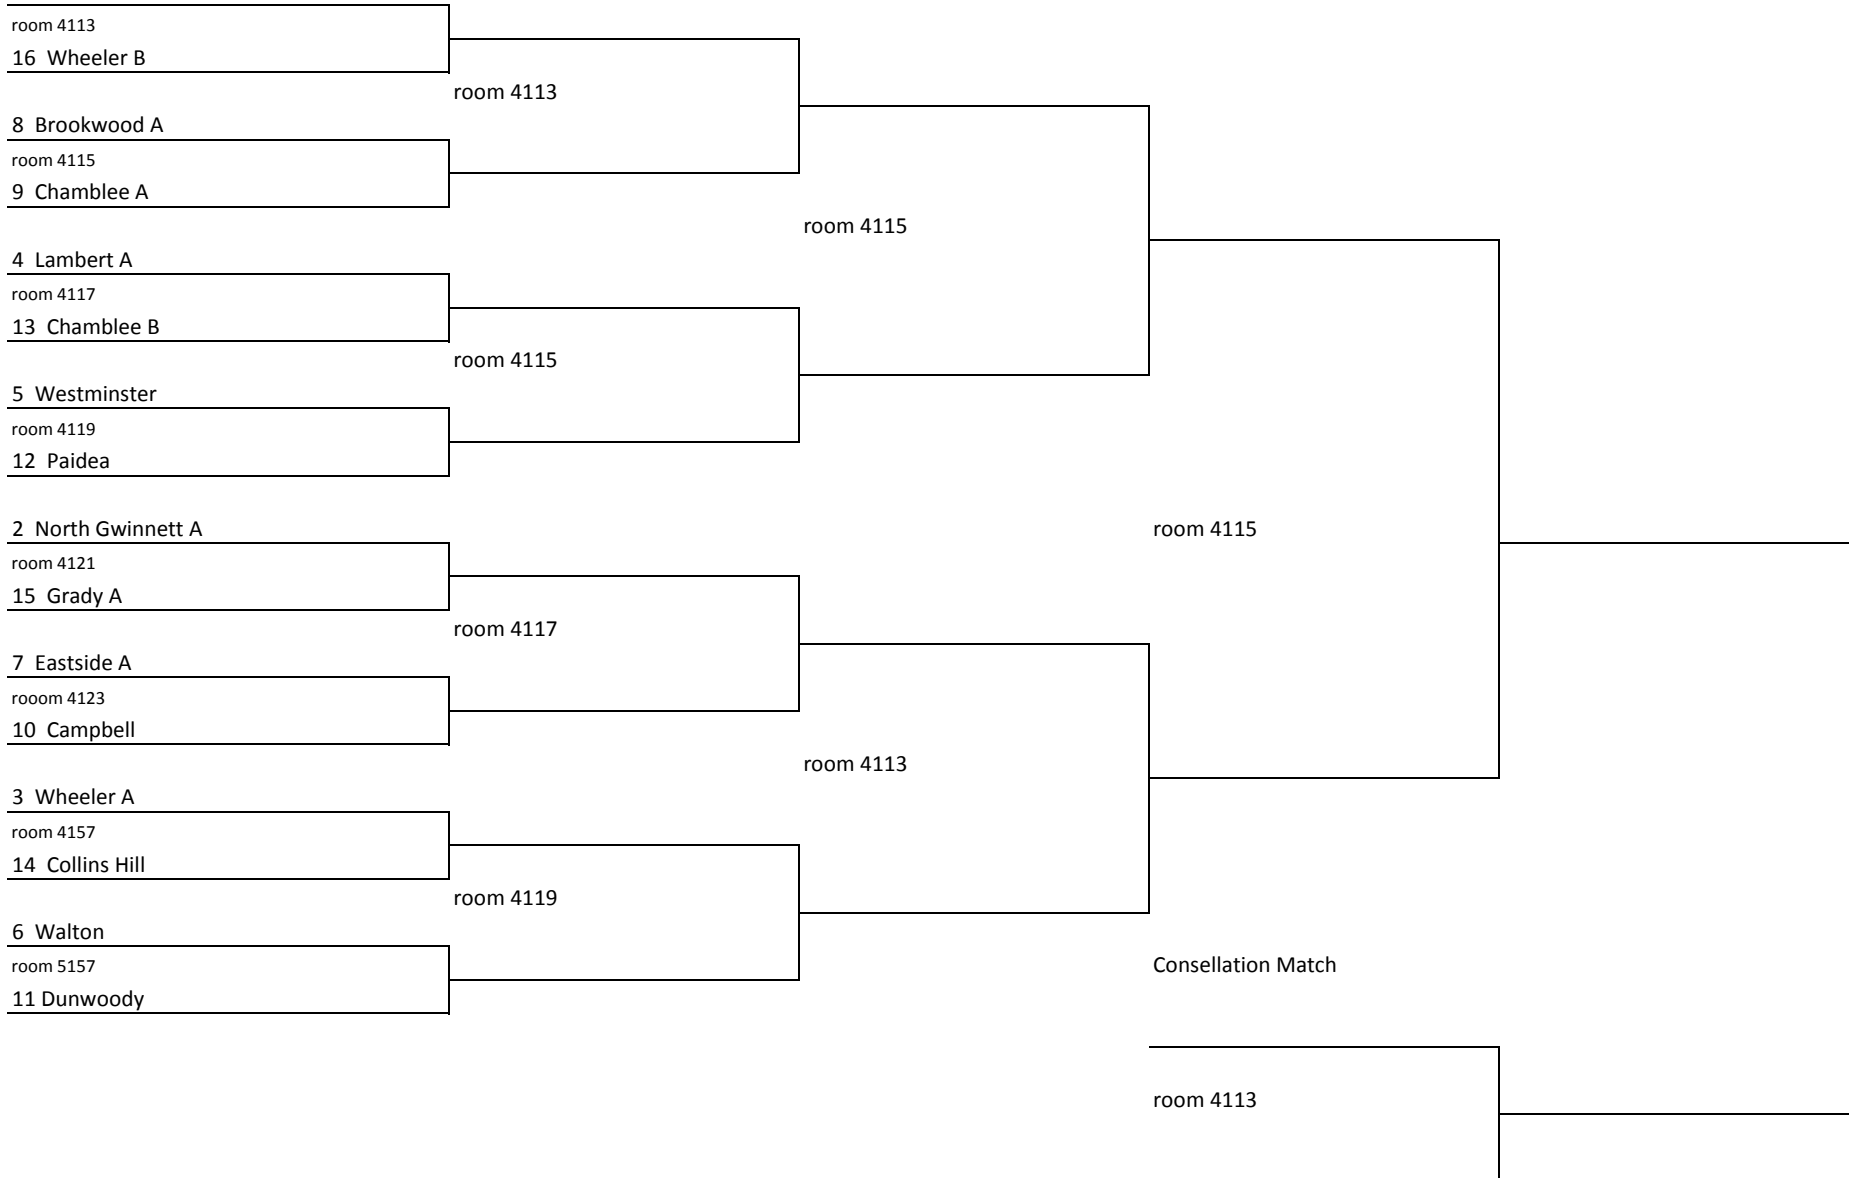 room 4113
16 Wheeler B
room 4113
8 Brookwood A
room 4115
9 Chamblee A
room 4115
4 Lambert A
room 4117
13 Chamblee B
room 4115
5 Westminster
room 4119
12 Paidea
2 North Gwinnett A
room 4115
room 4121
15 Grady A
room 4117
7 Eastside A
rooom 4123
10 Campbell
room 4113
3 Wheeler A
room 4157
14 Collins Hill
room 4119
6 Walton
room 5157
Consellation Match
11 Dunwoody
room 4113